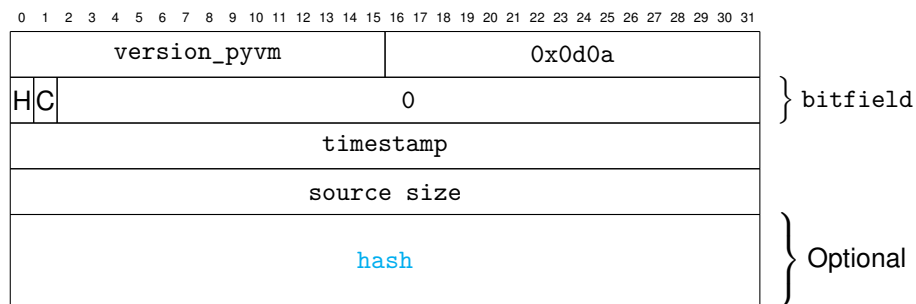 0 1 2 3 4 5 6 7 8 9 10 11 12 13 14 15 16 17 18 19 20 21 22 23 24 25 26 27 28 29 30 31
version_pyvm 0x0d0a
H C 0 } bitfield
timestamp
source size
hash } Optional